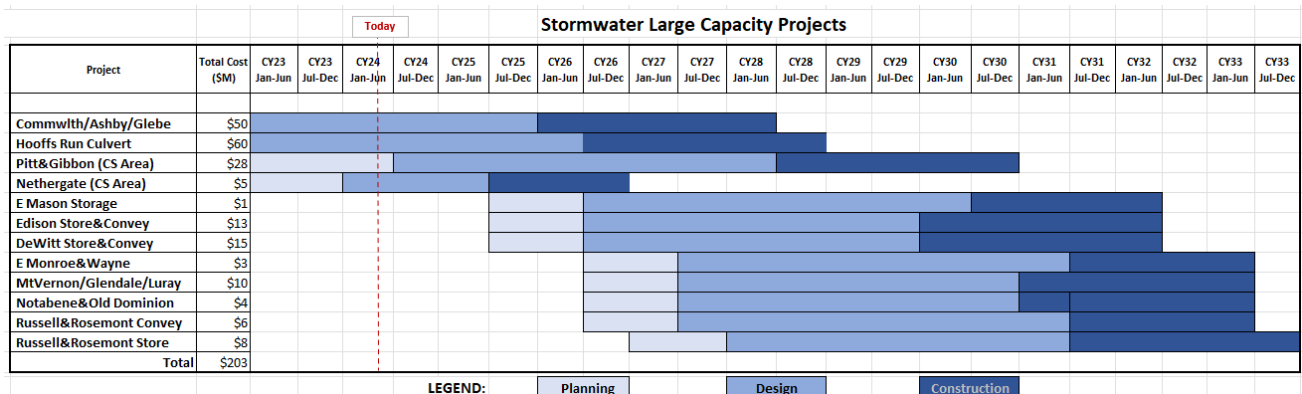 Today
Stormwater Large Capacity Projects
Project Total Cost ($M) CY23 Jan-Jun CY23 Jul-Dec CY24 Jan-Jun CY24 Jul-Dec CY25 Jan-Jun CY25 Jul-Dec CY26 Jan-Jun CY26 Jul-Dec CY27 Jan-Jun CY27 Jul-Dec CY28 Jan-Jun CY28 Jul-Dec CY29 Jan-Jun CY29 Jul-Dec CY30 Jan-Jun CY30 Jul-Dec CY31 Jan-Jun CY31 Jul-Dec CY32 Jan-Jun CY32 Jul-Dec CY33 Jan-Jun CY33 Jul-Dec
Commwlth/Ashby/Glebe $50
Hooffs Run Culvert $60
Pitt&Gibbon (CS Area) $28
Nethergate (CS Area) $5
E Mason Storage $1
Edison Store&Convey $13
DeWitt Store&Convey $15
E Monroe&Wayne $3
MtVernon/Glendale/Luray $10
Notabene&Old Dominion $4
Russell&Rosemont Convey $6
Russell&Rosemont Store $8
Total $203
LEGEND: Planning Design Construction